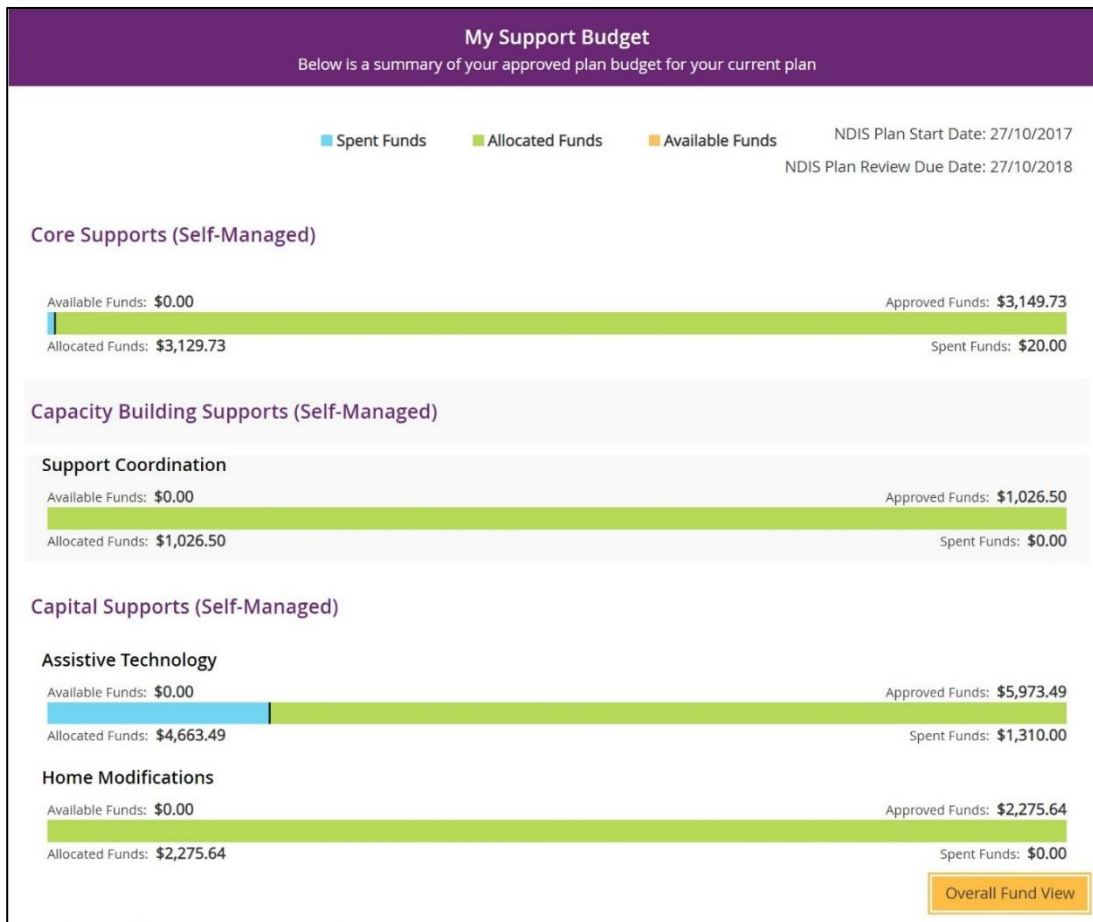 My Support Budget
Below is a summary of your approved plan budget for your current plan
Spent Funds Allocated Funds Available Funds NDIS Plan Start Date: 27/10/2017
NDIS Plan Review Due Date: 27/10/2018
Core Supports (Self-Managed)
Available Funds: $0.00 Approved Funds: $3,149.73
Allocated Funds: $3,129.73 Spent Funds: $20.00
Capacity Building Supports (Self-Managed)
Support Coordination
Available Funds: $0.00 Approved Funds: $1,026.50
Allocated Funds: $1,026.50 Spent Funds: $0.00
Capital Supports (Self-Managed)
Assistive Technology
Available Funds: $0.00 Approved Funds: $5,973.49
Allocated Funds: $4,663.49 Spent Funds: $1,310.00
Home Modifications
Available Funds: $0.00 Approved Funds: $2,275.64
Allocated Funds: $2,275.64 Spent Funds: $0.00
Overall Fund View